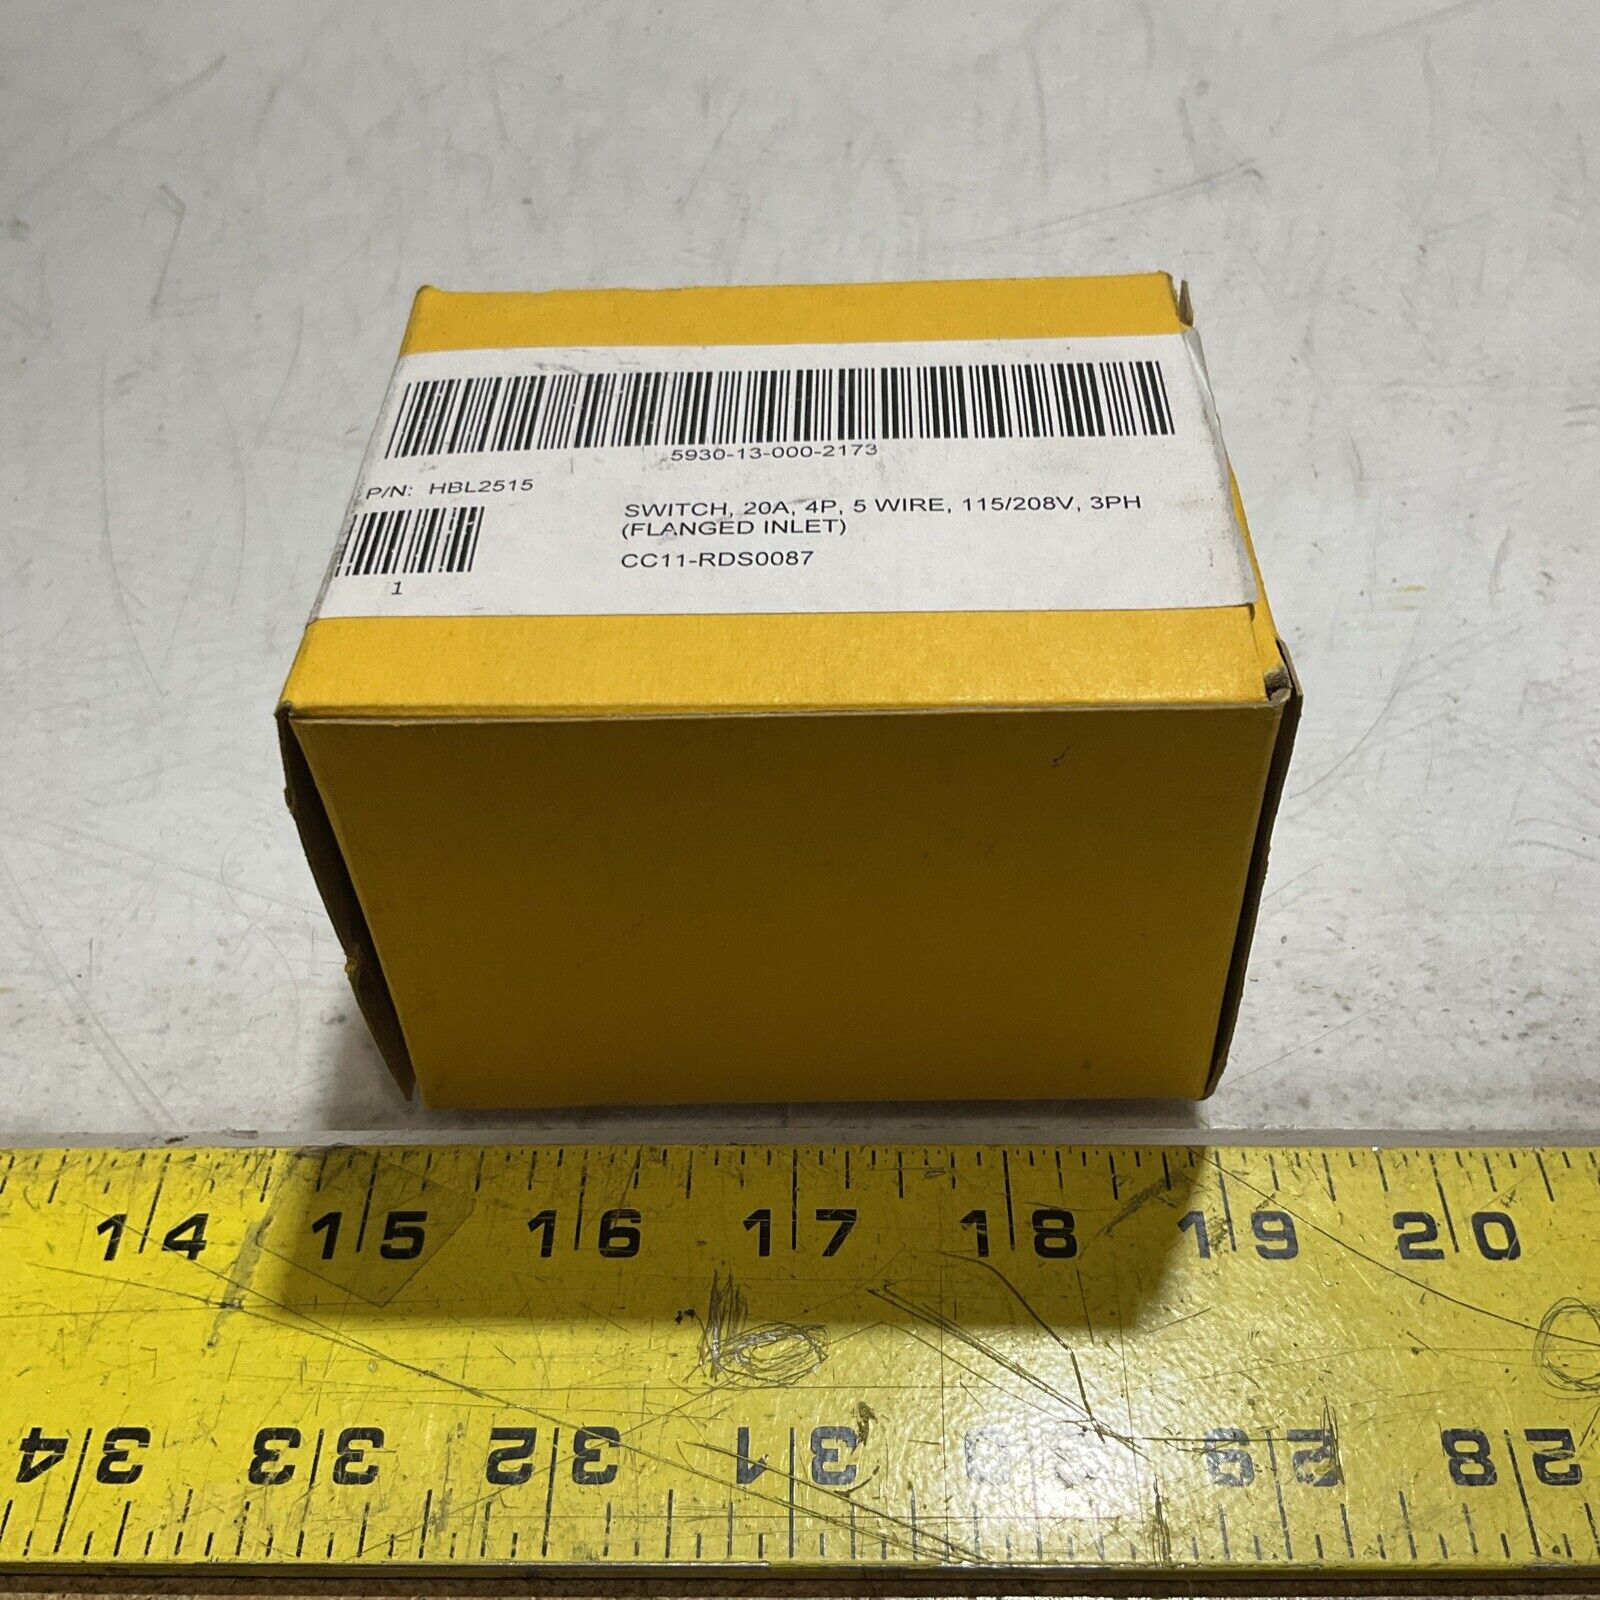 5930-13-000-2173
P/N: HBL2515
SWITCH, 20A, 4P, 5 WIRE, 115/208V, 3PH
(FLANGED INLET)
CC11-RDS0087
1
14 15 16 17 18 19 20
34 33 32 31 30 29 28